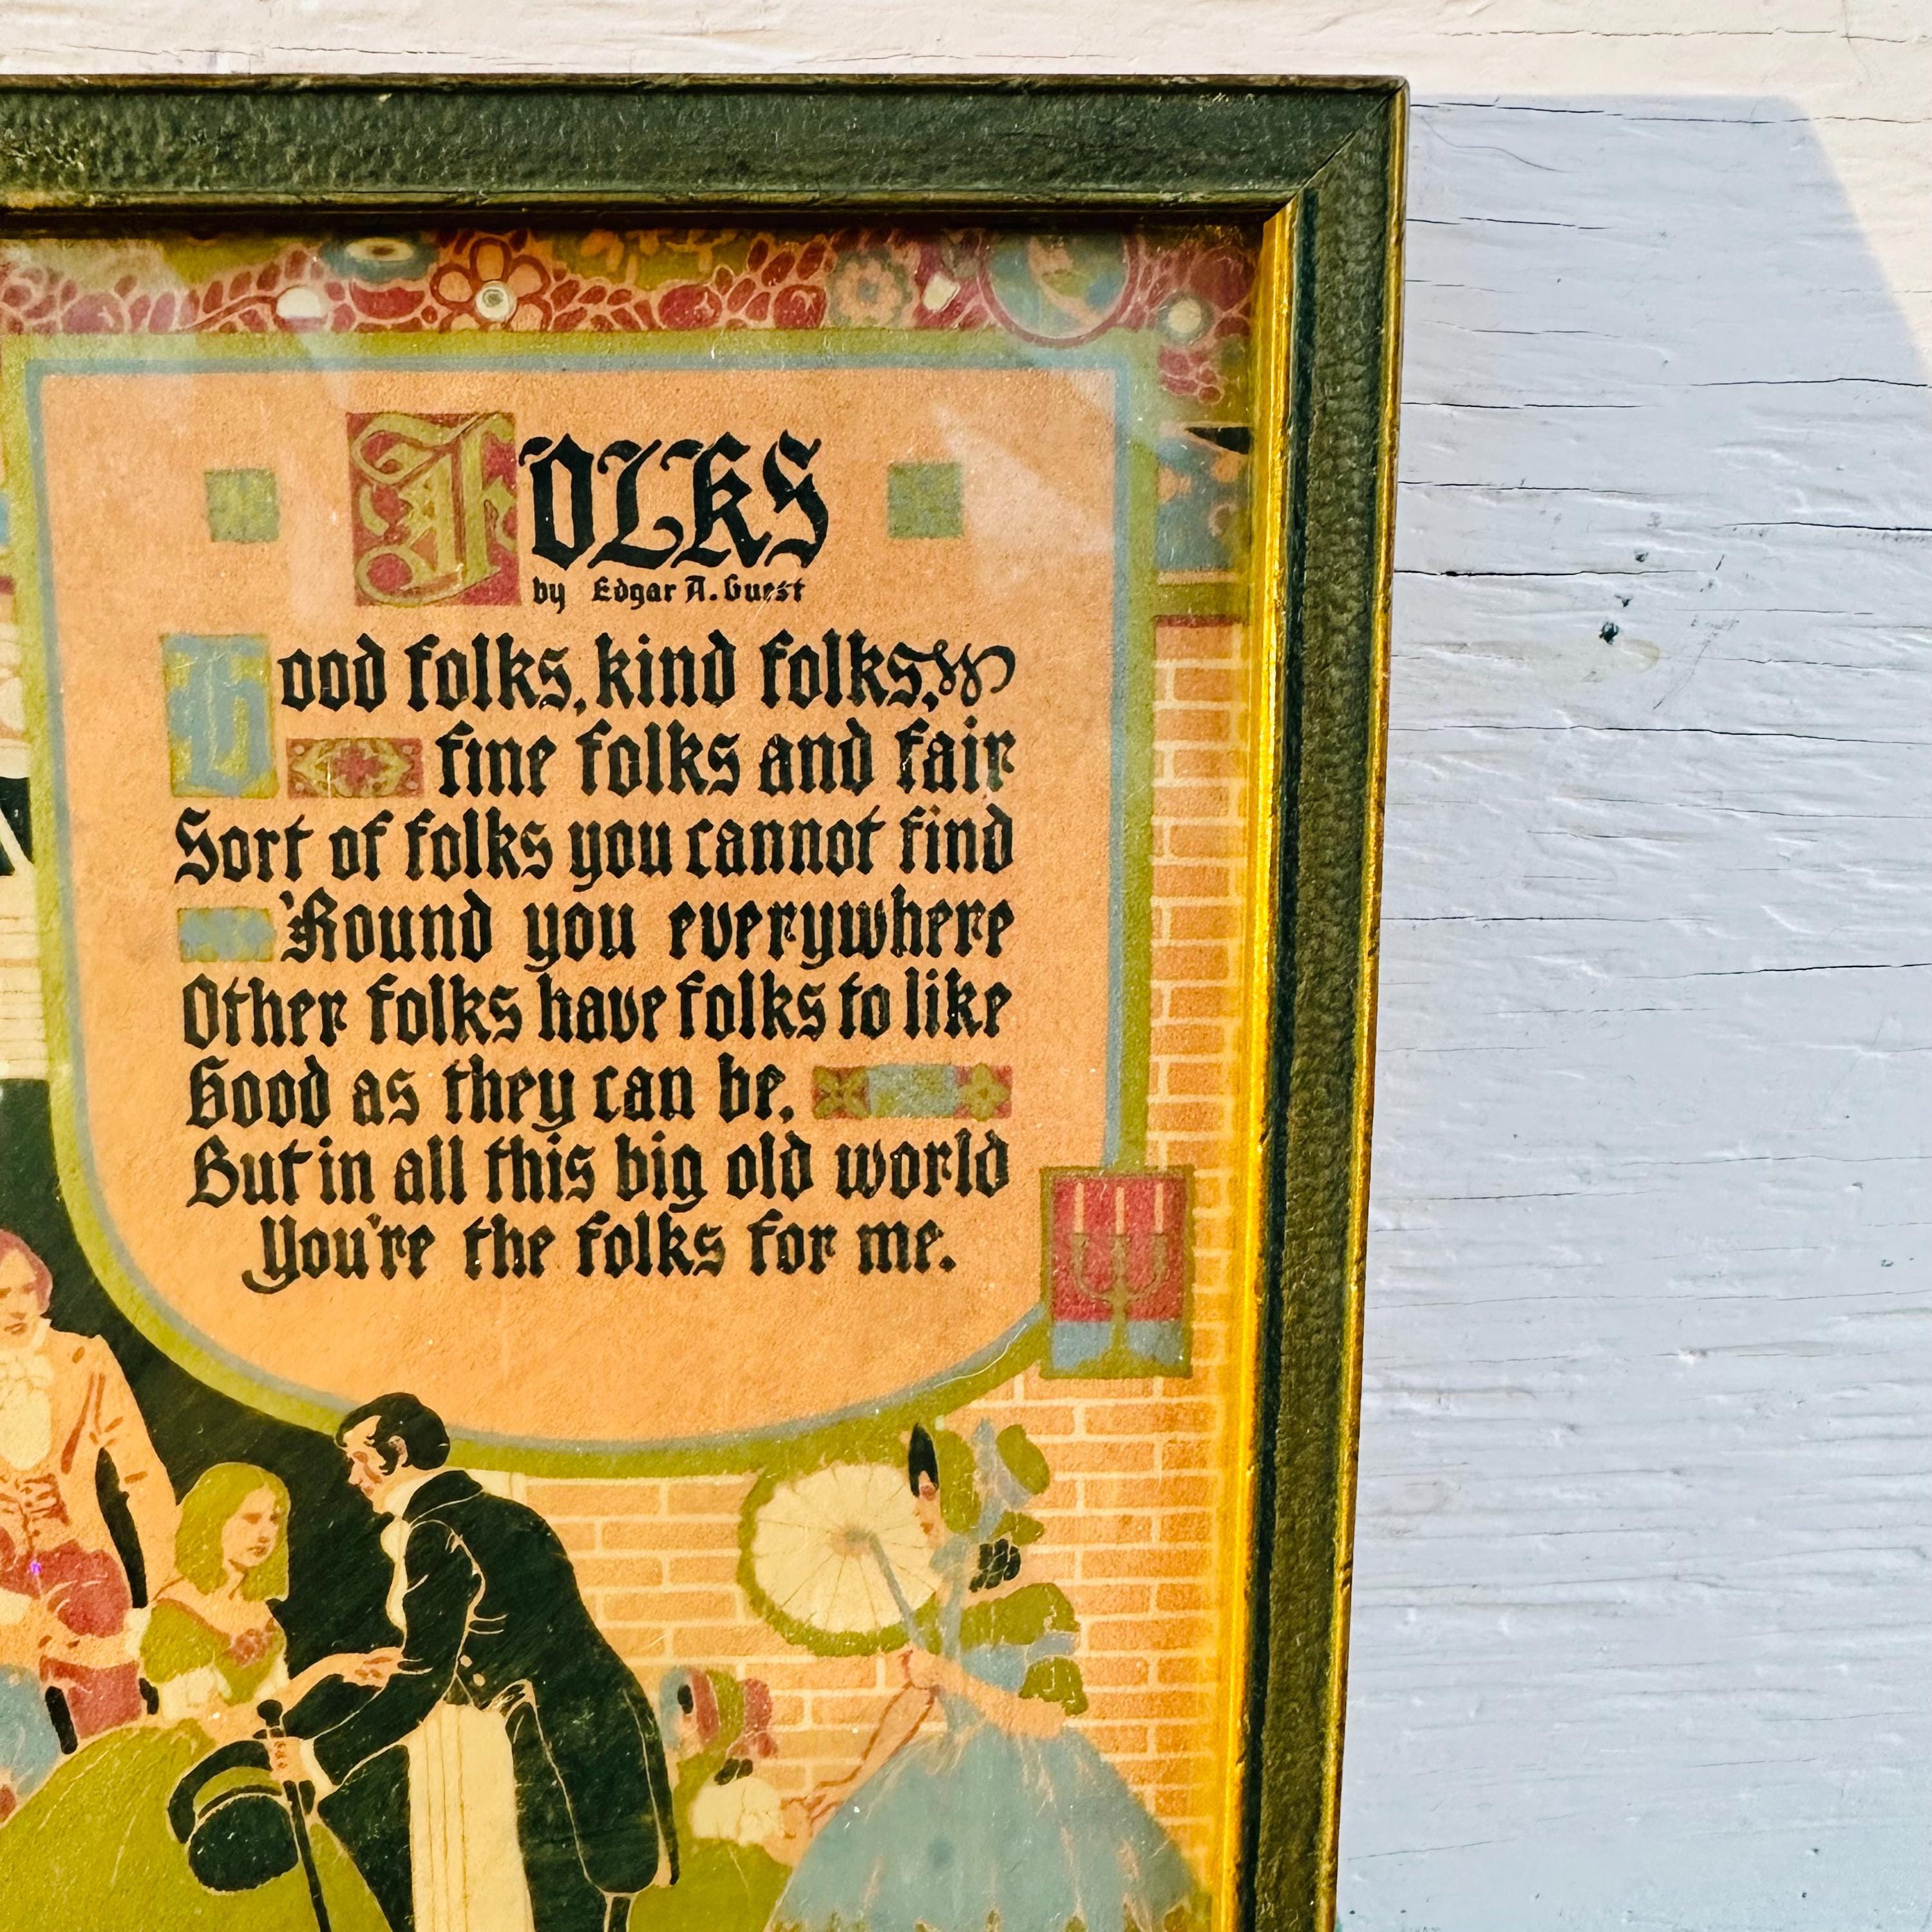 FOLKS
by Edgar A. Guest
Good folks, kind folks,
fine folks and fair
Sort of folks you cannot find
'Round you everywhere
Other folks have folks to like
Good as they can be,
But in all this big old world
You're the folks for me.